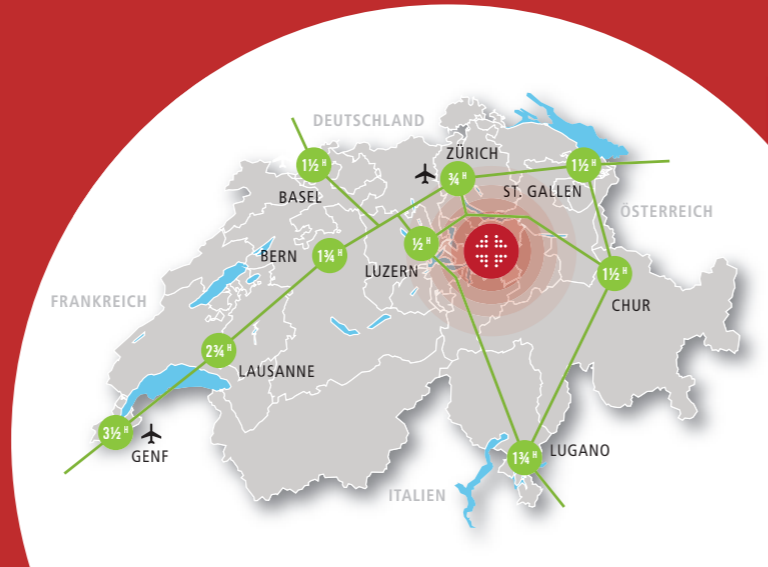 DEUTSCHLAND
ZÜRICH
1½ H
¾ H
1½ H
BASEL
ST. GALLEN
ÖSTERREICH
BERN
1¾ H
½ H
LUZERN
1½ H
FRANKREICH
CHUR
2¾ H
LAUSANNE
3½ H
GENF
1¾ H
LUGANO
ITALIEN